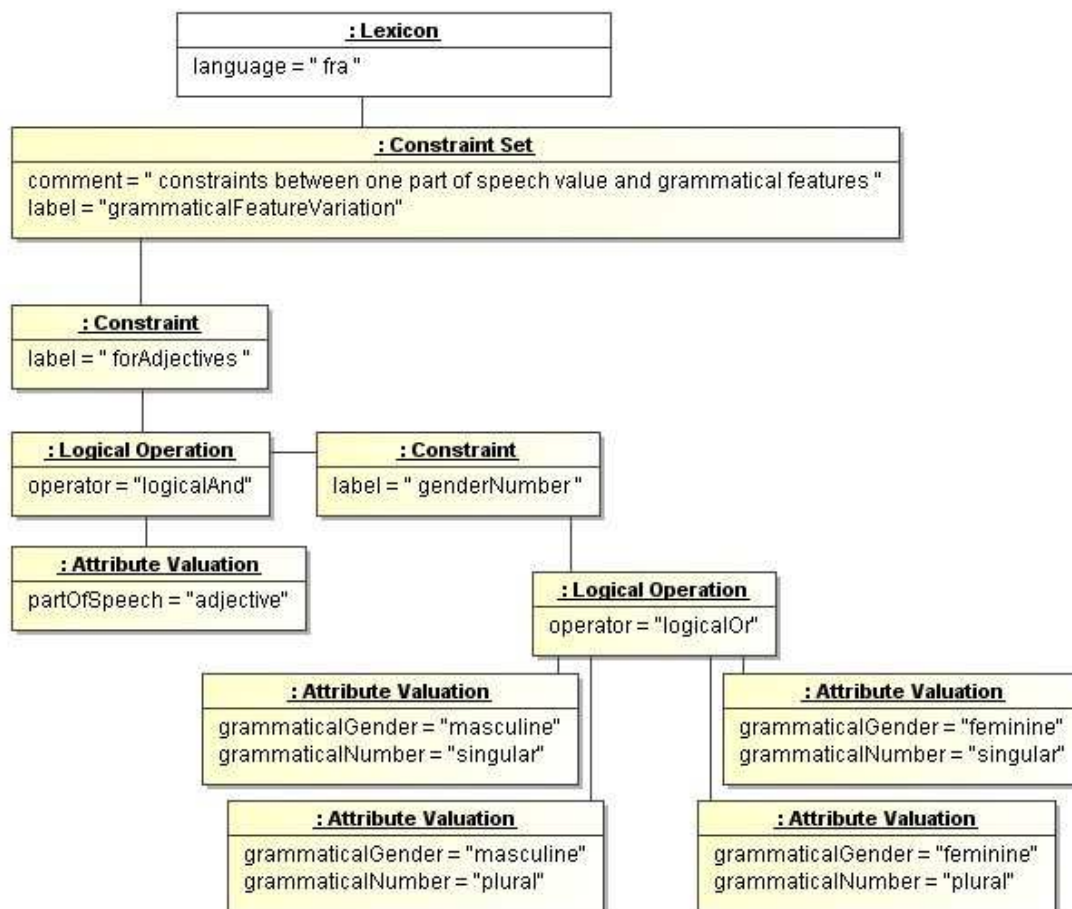 : Lexicon
language = " fra "
: Constraint Set
comment = " constraints between one part of speech value and grammatical features "
label = "grammaticalFeatureVariation"
: Constraint
label = " forAdjectives "
: Logical Operation
operator = "logicalAnd"
: Constraint
label = " genderNumber "
: Attribute Valuation
partOfSpeech = "adjective"
: Logical Operation
operator = "logicalOr"
: Attribute Valuation
grammaticalGender = "masculine"
grammaticalNumber = "singular"
: Attribute Valuation
grammaticalGender = "feminine"
grammaticalNumber = "singular"
: Attribute Valuation
grammaticalGender = "masculine"
grammaticalNumber = "plural"
: Attribute Valuation
grammaticalGender = "feminine"
grammaticalNumber = "plural"